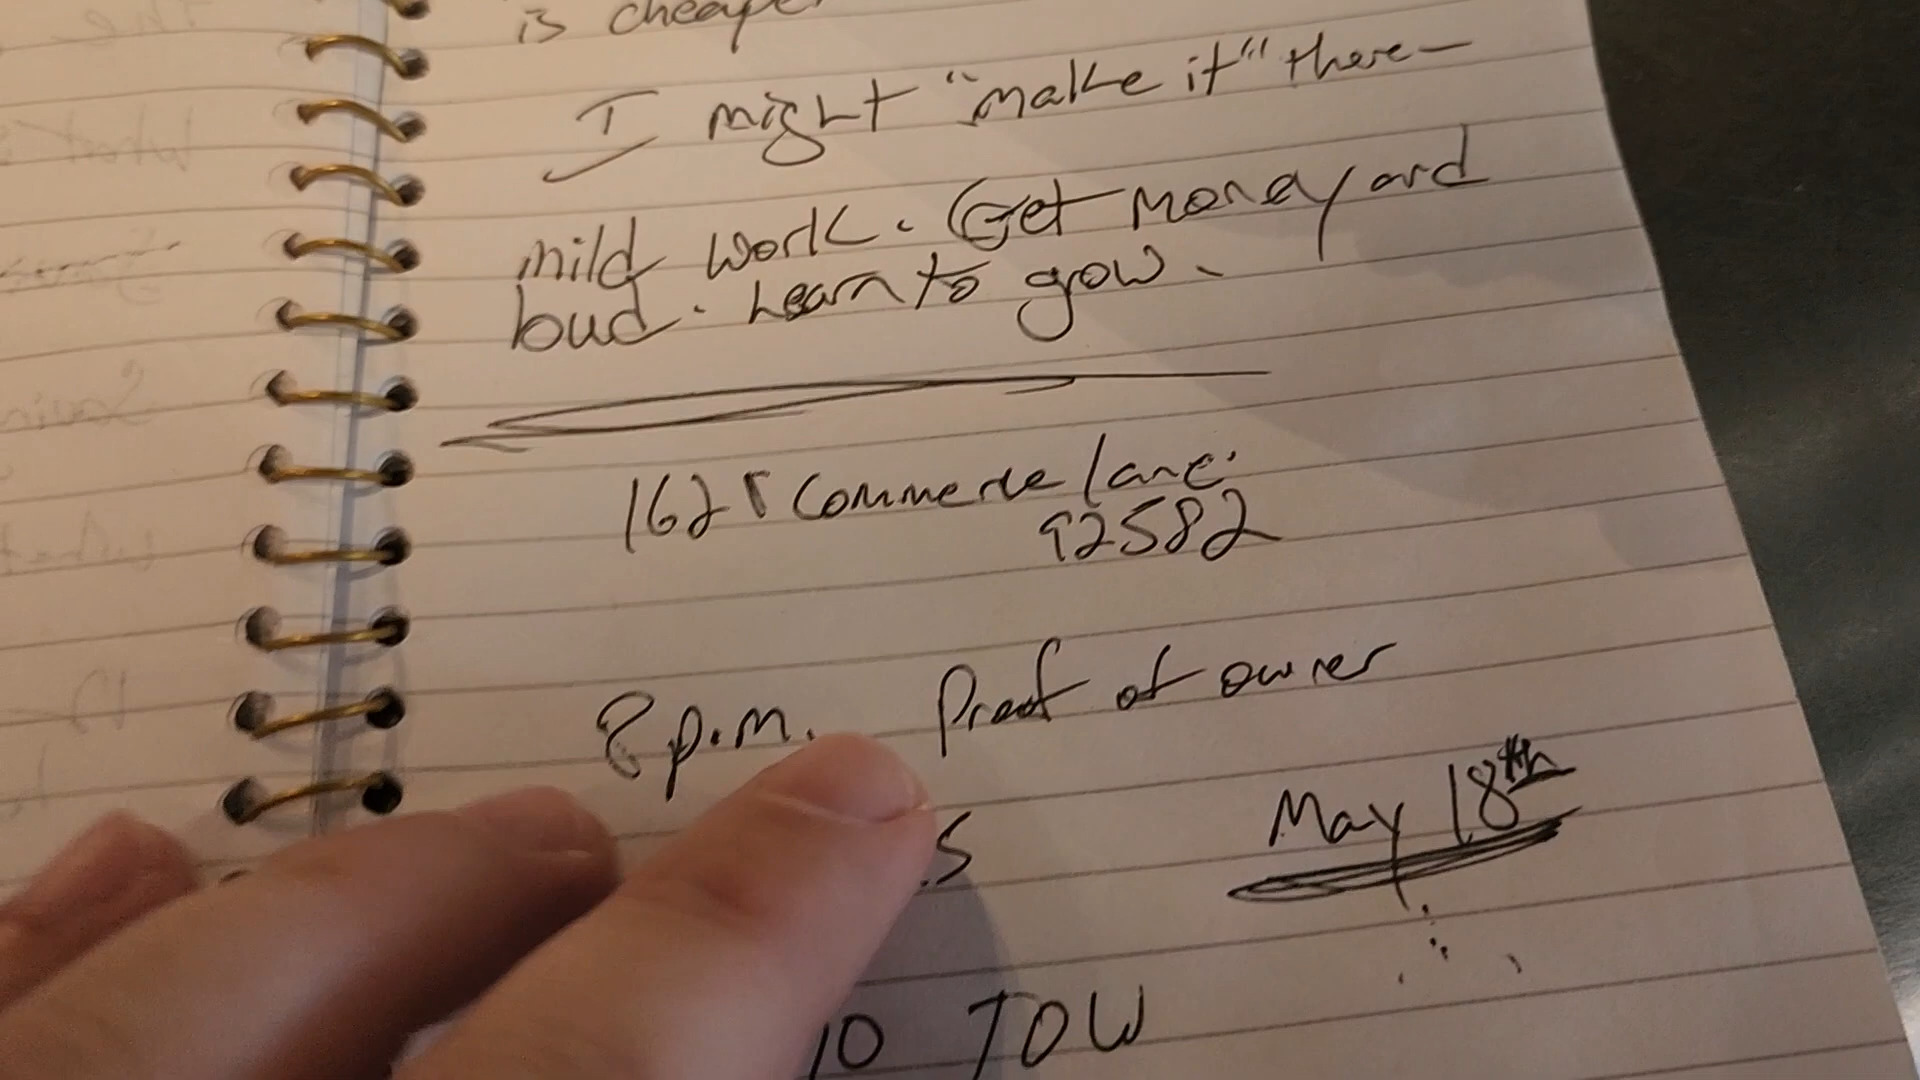 is cheaper
I might "make it" there—
mild work. Get money and
bud. Learn to grow.
1625 Commerce lane.
92582
8 p.m. Proof of owner
May 18th
.s
10 TOW